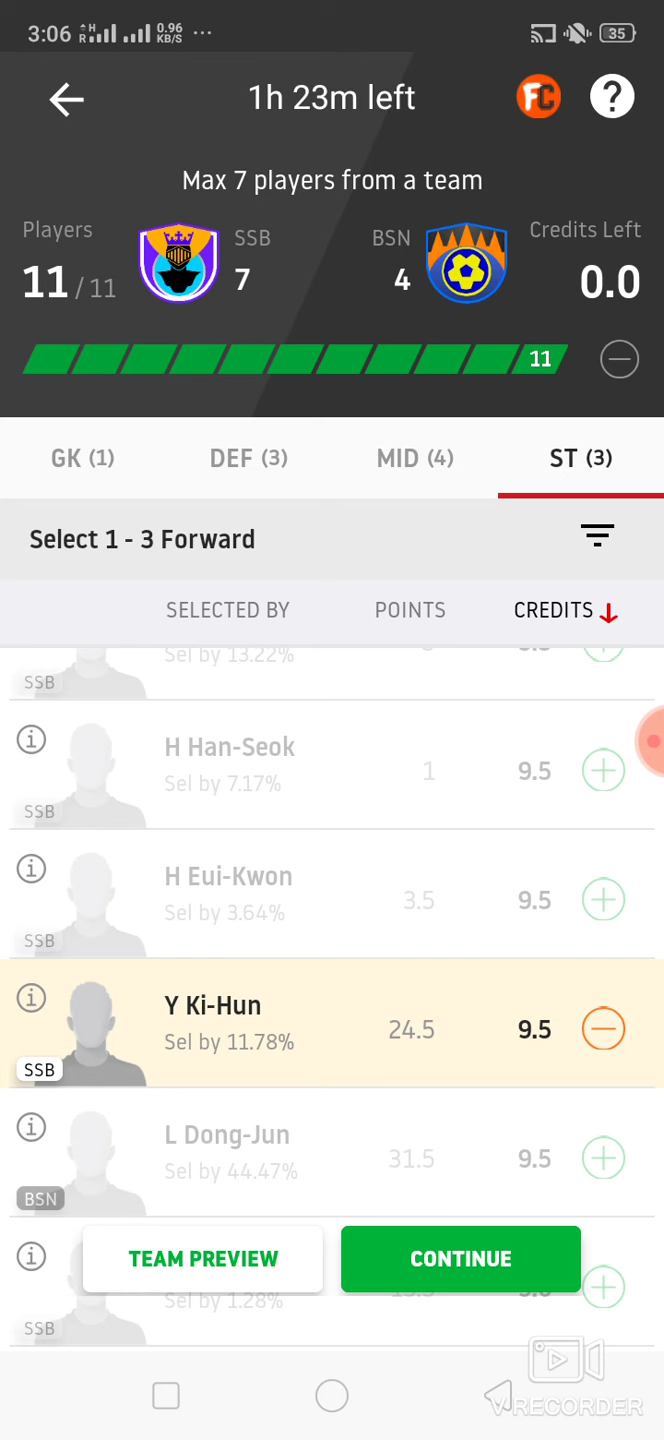 3:06 H R 0.96 KB/S ... 35
1h 23m left FC ?
Max 7 players from a team
Players SSB BSN Credits Left
11 / 11 7 4 0.0
11
GK (1) DEF (3) MID (4) ST (3)
Select 1 - 3 Forward
SELECTED BY POINTS CREDITS
Sel by 13.22%
SSB
H Han-Seok
1 9.5
Sel by 7.17%
SSB
H Eui-Kwon
3.5 9.5
Sel by 3.64%
SSB
Y Ki-Hun
24.5 9.5
Sel by 11.78%
SSB
L Dong-Jun
31.5 9.5
Sel by 44.47%
BSN
TEAM PREVIEW CONTINUE
Sel by 1.28%
SSB
VRECORDER